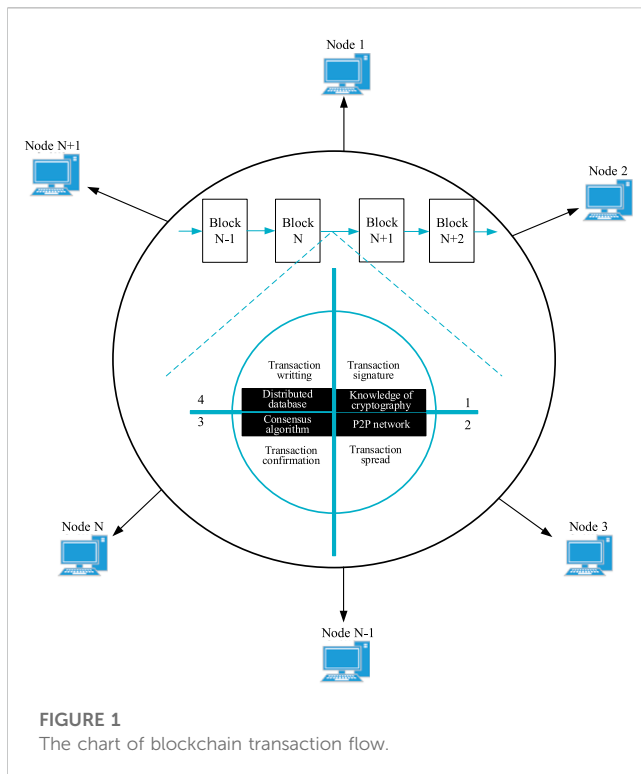 Node 1
Node N+1
Node 2
Block
N-1
Block
N
Block
N+1
Block
N+2
Transaction
writting
Transaction
signature
4
Distributed
database
Knowledge of
cryptography
1
3
Consensus
algorithm
P2P network
2
Transaction
confirmation
Transaction
spread
Node N
Node 3
Node N-1
FIGURE 1
The chart of blockchain transaction flow.